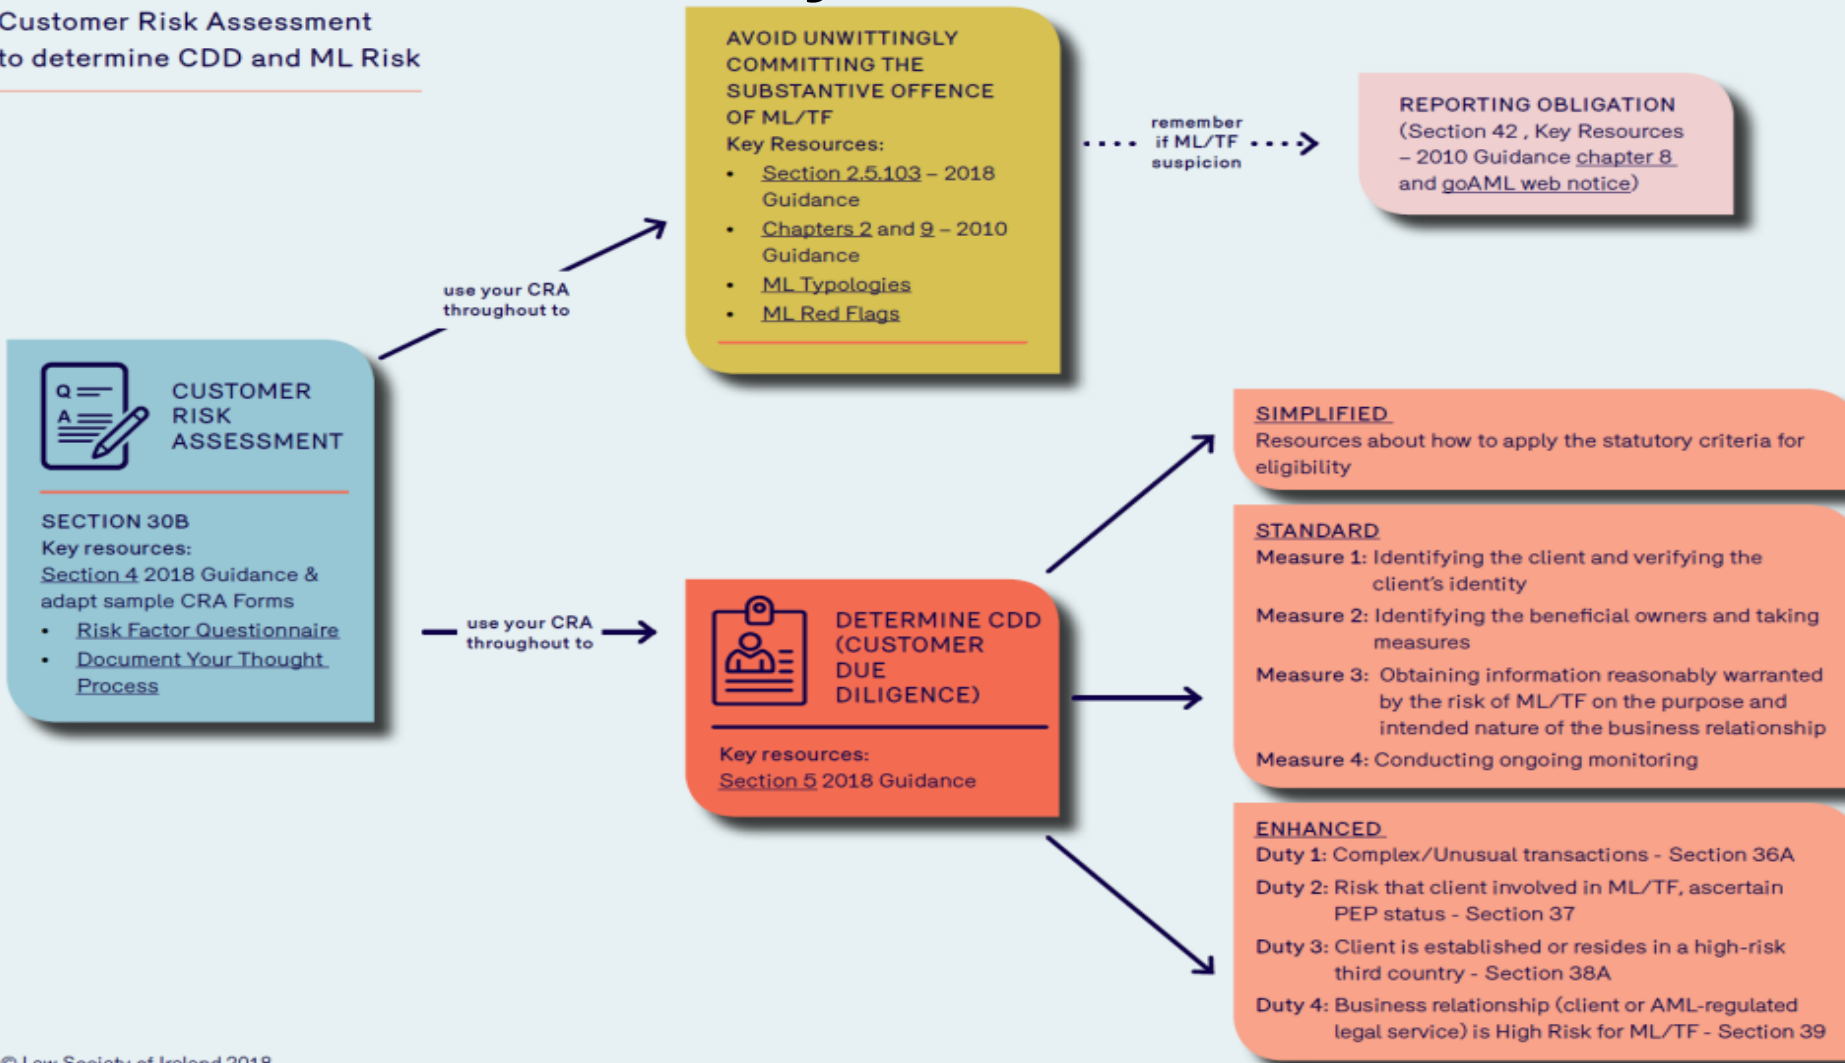 Customer Risk Assessment
to determine CDD and ML Risk
AVOID UNWITTINGLY
COMMITTING THE
SUBSTANTIVE OFFENCE
OF ML/TF
Key Resources:
• Section 2.5.103 – 2018
Guidance
• Chapters 2 and 9 – 2010
Guidance
• ML Typologies
• ML Red Flags
remember
if ML/TF
suspicion
REPORTING OBLIGATION
(Section 42 , Key Resources
– 2010 Guidance chapter 8
and goAML web notice)
use your CRA
throughout to
Q
A
CUSTOMER
RISK
ASSESSMENT
SECTION 30B
Key resources:
Section 4 2018 Guidance &
adapt sample CRA Forms
• Risk Factor Questionnaire
• Document Your Thought
Process
use your CRA
throughout to
DETERMINE CDD
(CUSTOMER
DUE
DILIGENCE)
Key resources:
Section 5 2018 Guidance
SIMPLIFIED
Resources about how to apply the statutory criteria for
eligibility
STANDARD
Measure 1: Identifying the client and verifying the
client's identity
Measure 2: Identifying the beneficial owners and taking
measures
Measure 3: Obtaining information reasonably warranted
by the risk of ML/TF on the purpose and
intended nature of the business relationship
Measure 4: Conducting ongoing monitoring
ENHANCED
Duty 1: Complex/Unusual transactions - Section 36A
Duty 2: Risk that client involved in ML/TF, ascertain
PEP status - Section 37
Duty 3: Client is established or resides in a high-risk
third country - Section 38A
Duty 4: Business relationship (client or AML-regulated
legal service) is High Risk for ML/TF - Section 39
© Law Society of Ireland 2018